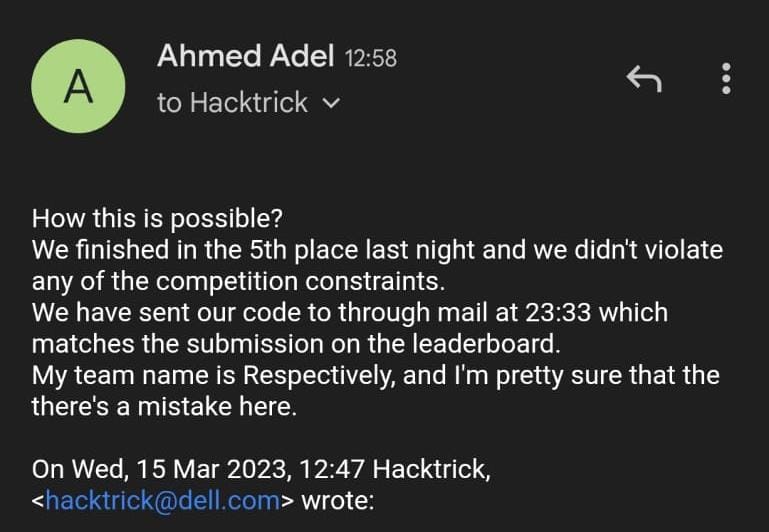 A
Ahmed Adel 12:58
to Hacktrick
How this is possible?
We finished in the 5th place last night and we didn't violate
any of the competition constraints.
We have sent our code to through mail at 23:33 which
matches the submission on the leaderboard.
My team name is Respectively, and I'm pretty sure that the
there's a mistake here.
On Wed, 15 Mar 2023, 12:47 Hacktrick,
<hacktrick@dell.com> wrote: